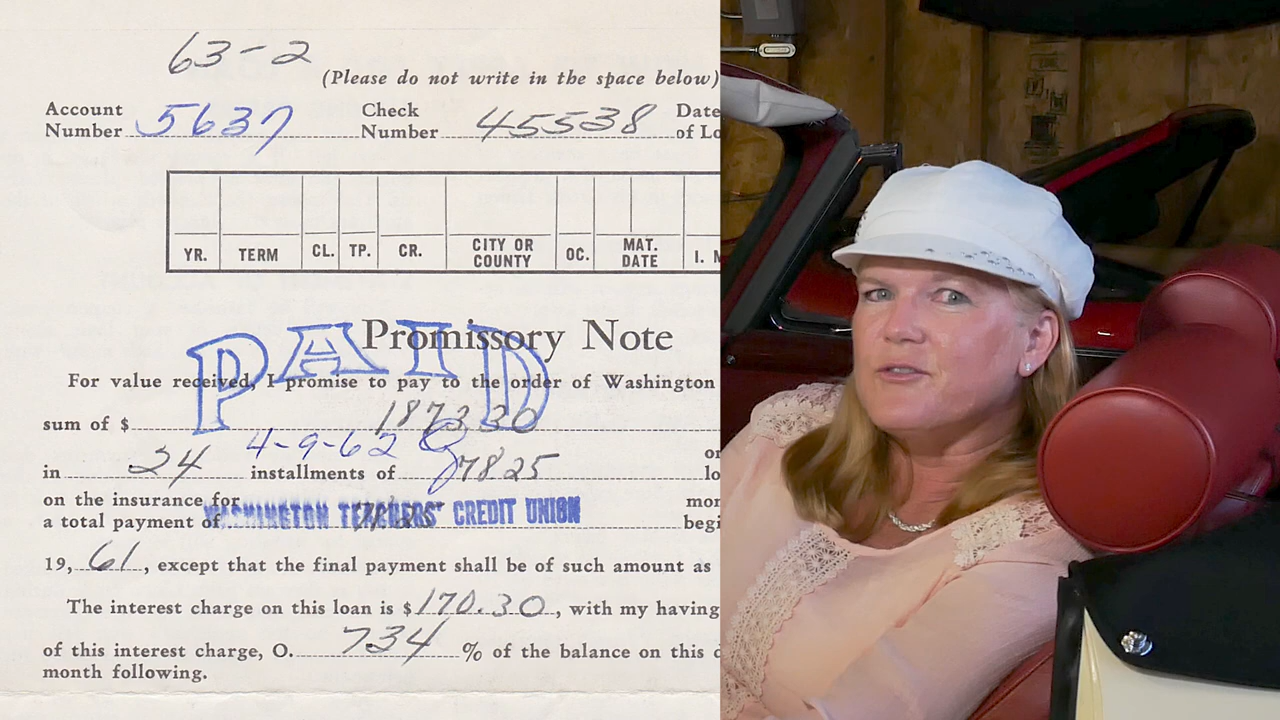 63-2
(Please do not write in the space below)
Account Number 5637 Check Number 45538 Date of Lo
YR. TERM CL. TP. CR. CITY OR COUNTY OC. MAT. DATE I. M
Promissory Note
PAID
For value received, I promise to pay to the order of Washington
sum of $ 1873 30
4-9-62
or
in 24 installments of 78 25 lo
on the insurance for mon
WASHINGTON TEACHERS' CREDIT UNION
a total payment of begi
19, 61, except that the final payment shall be of such amount as
The interest charge on this loan is $ 170.30, with my having
of this interest charge, O. 734 % of the balance on this d
month following.